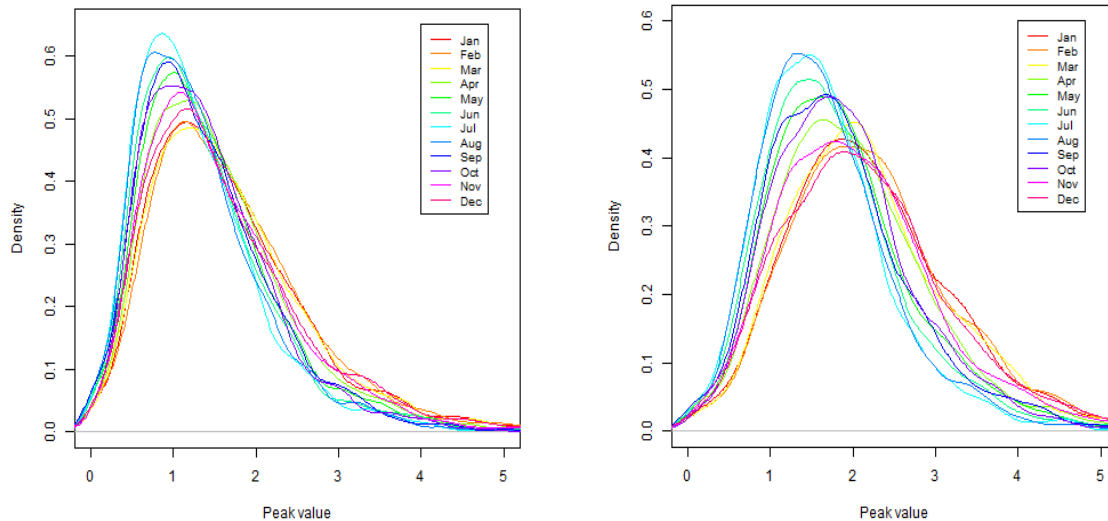 Density
0.0 0.1 0.2 0.3 0.4 0.5 0.6
0 1 2 3 4 5
Peak value
Jan
Feb
Mar
Apr
May
Jun
Jul
Aug
Sep
Oct
Nov
Dec
Density
0.0 0.1 0.2 0.3 0.4 0.5 0.6
0 1 2 3 4 5
Peak value
Jan
Feb
Mar
Apr
May
Jun
Jul
Aug
Sep
Oct
Nov
Dec